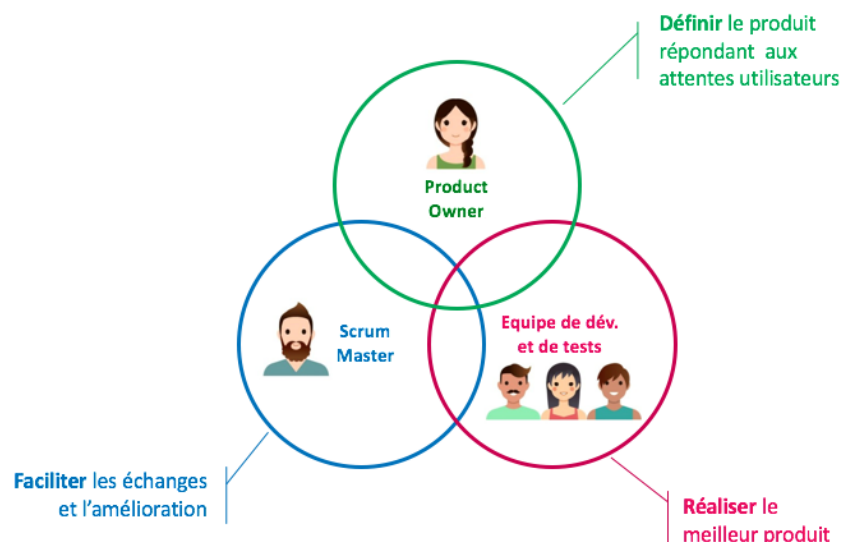 Définir le produit
répondant aux
attentes utilisateurs
Product
Owner
Scrum
Master
Equipe de dév.
et de tests
Faciliter les échanges
et l'amélioration
Réaliser le
meilleur produit